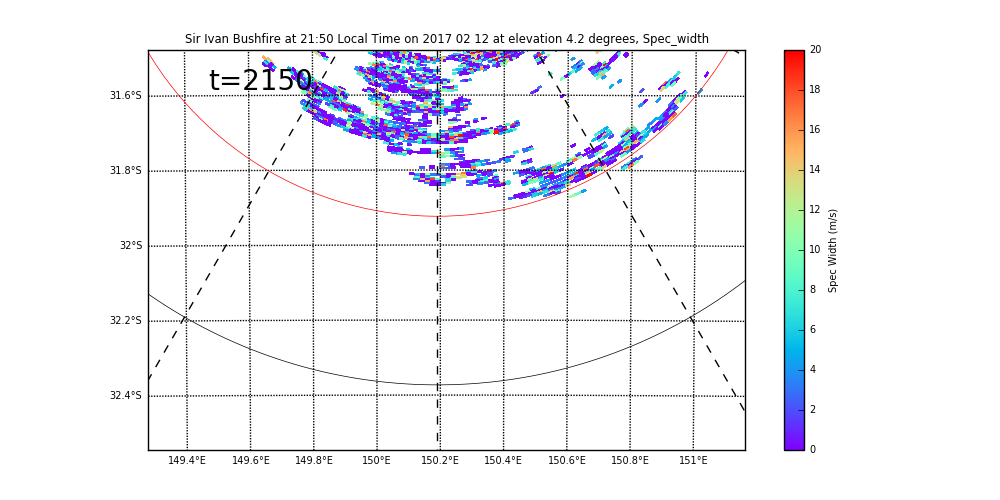 Sir Ivan Bushfire at 21:50 Local Time on 2017 02 12 at elevation 4.2 degrees, Spec_width
t=2150
31.6°S
31.8°S
32°S
32.2°S
32.4°S
149.4°E 149.6°E 149.8°E 150°E 150.2°E 150.4°E 150.6°E 150.8°E 151°E
20
18
16
14
12
10
8
6
4
2
0
Spec Width (m/s)